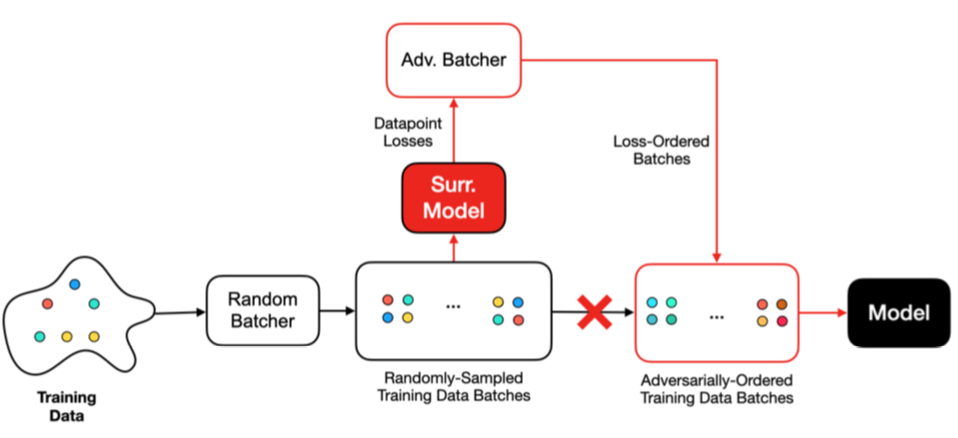 Adv. Batcher
Datapoint
Losses
Loss-Ordered
Batches
Surr.
Model
Random
Batcher
...
...
Model
Training
Data
Randomly-Sampled
Training Data Batches
Adversarially-Ordered
Training Data Batches